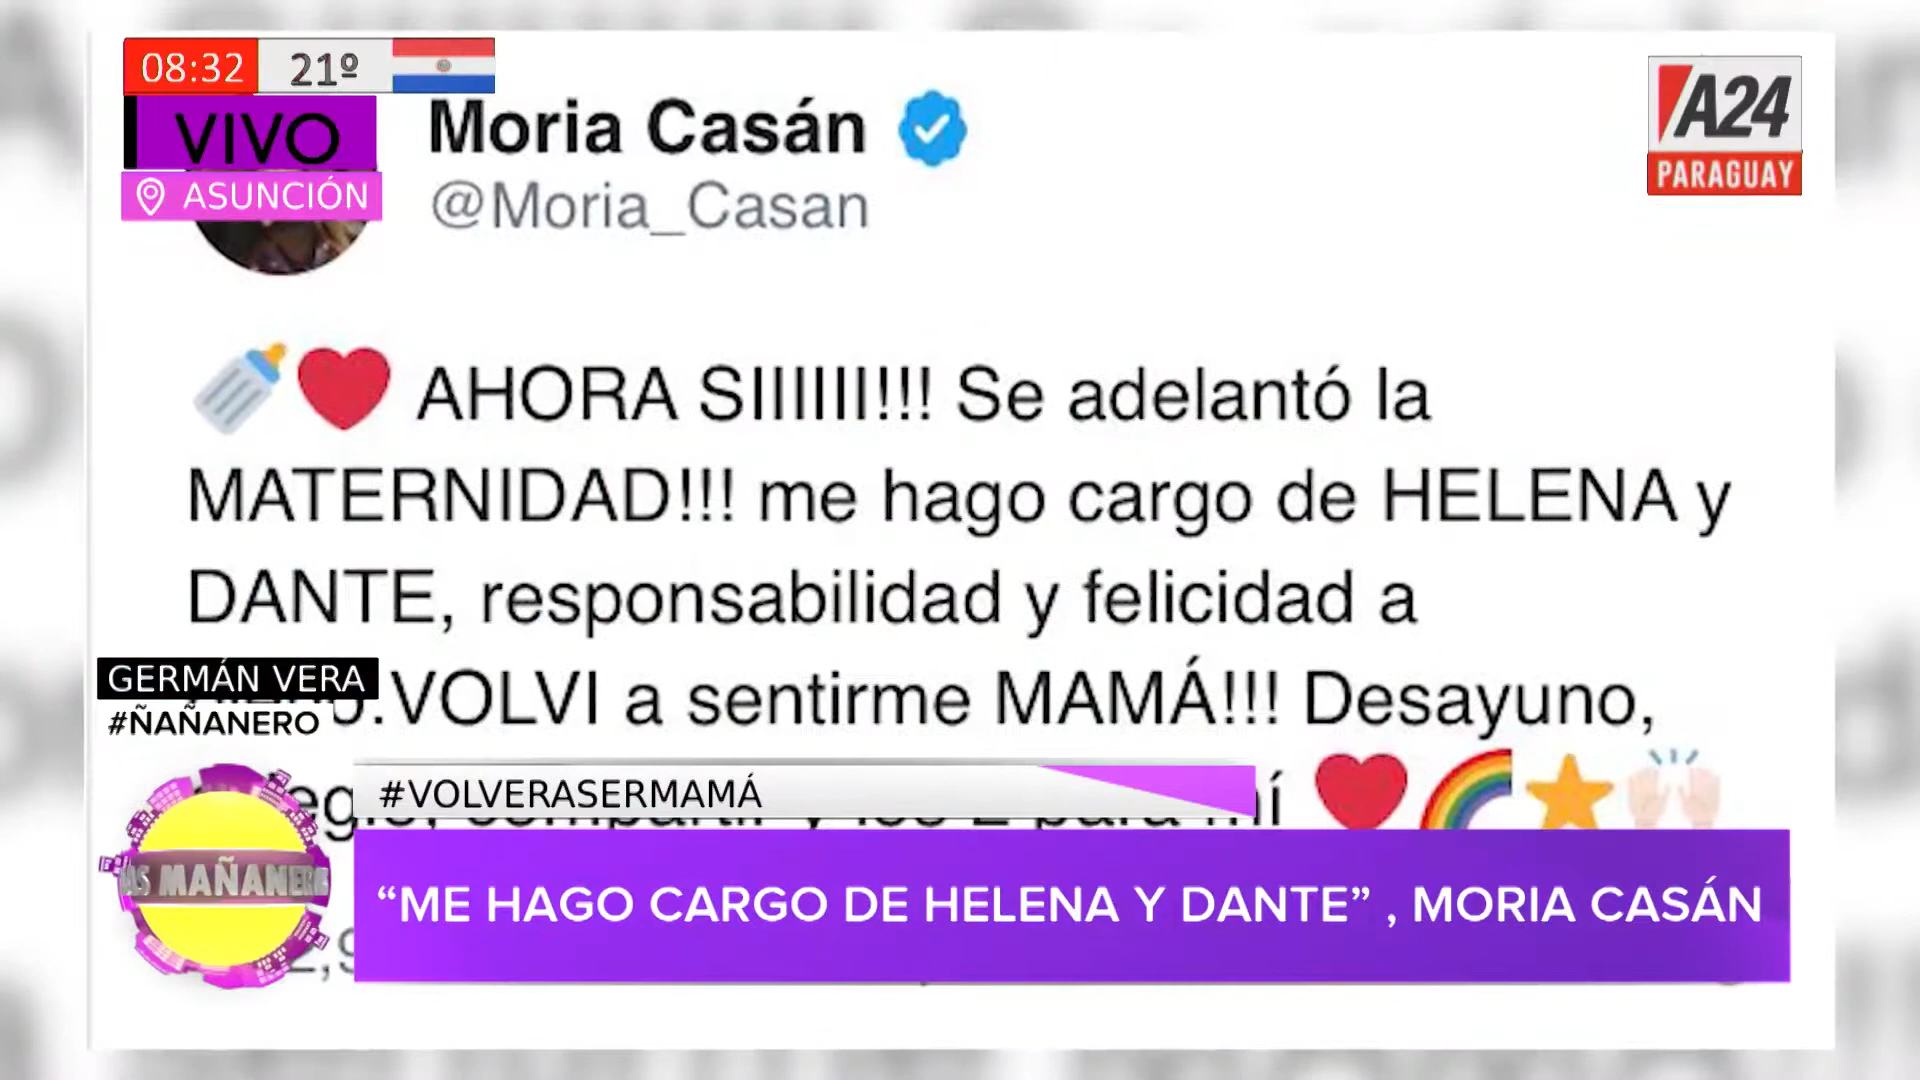 08:32 21º
VIVO
ASUNCIÓN
A24
PARAGUAY
Moria Casán
@Moria_Casan
AHORA SIIIIII!!! Se adelantó la
MATERNIDAD!!! me hago cargo de HELENA y
DANTE, responsabilidad y felicidad a
.VOLVI a sentirme MAMÁ!!! Desayuno,
GERMÁN VERA
#ÑAÑANERO
#VOLVERASERMAMÁ
MAÑANER
“ME HAGO CARGO DE HELENA Y DANTE” , MORIA CASÁN